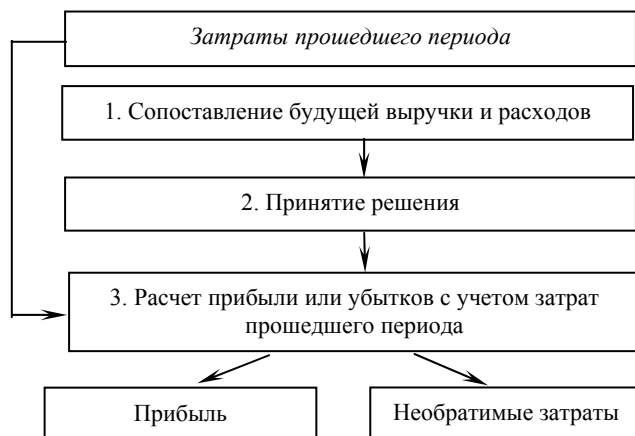 Затраты прошедшего периода
1. Сопоставление будущей выручки и расходов
2. Принятие решения
3. Расчет прибыли или убытков с учетом затрат
прошедшего периода
Прибыль
Необратимые затраты